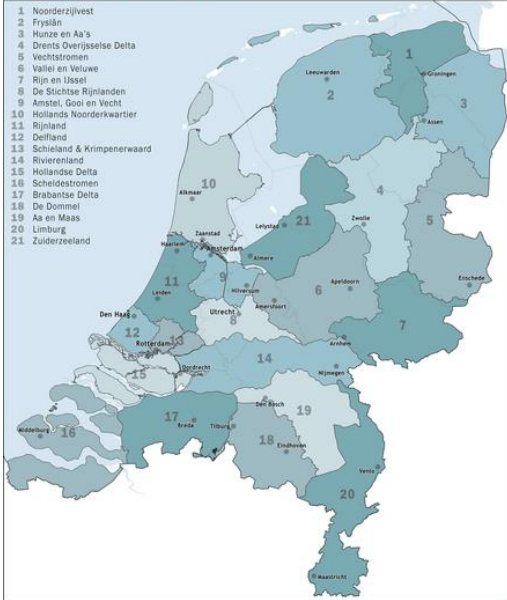 1 Noorderzijlvest
2 Fryslân
3 Hunze en Aa's
4 Drents Overijsselse Delta
5 Vechtstromen
6 Vallei en Veluwe
7 Rijn en IJssel
8 De Stichtse Rijnlanden
9 Amstel, Gooi en Vecht
10 Hollands Noorderkwartier
11 Rijnland
12 Delfland
13 Schieland & Krimpenerwaard
14 Rivierenland
15 Hollandse Delta
16 Scheldestromen
17 Brabantse Delta
18 De Dommel
19 Aa en Maas
20 Limburg
21 Zuiderzeeland
1
Leeuwarden
Groningen
2
3
Assen
10
4
Alkmaar
Zwolle
21
5
Lelystad
Zaanstad
Haarlem
Amsterdam
Almere
9
11
Hilversum
6
Apeldoorn
Enschede
Leiden
Amersfoort
Den Haag
Utrecht
8
12
7
13
Rotterdam
Arnhem
14
Dordrecht
15
Nijmegen
Den Bosch
19
17
Breda
Tilburg
Middelburg
16
18
Eindhoven
Venlo
20
Maastricht